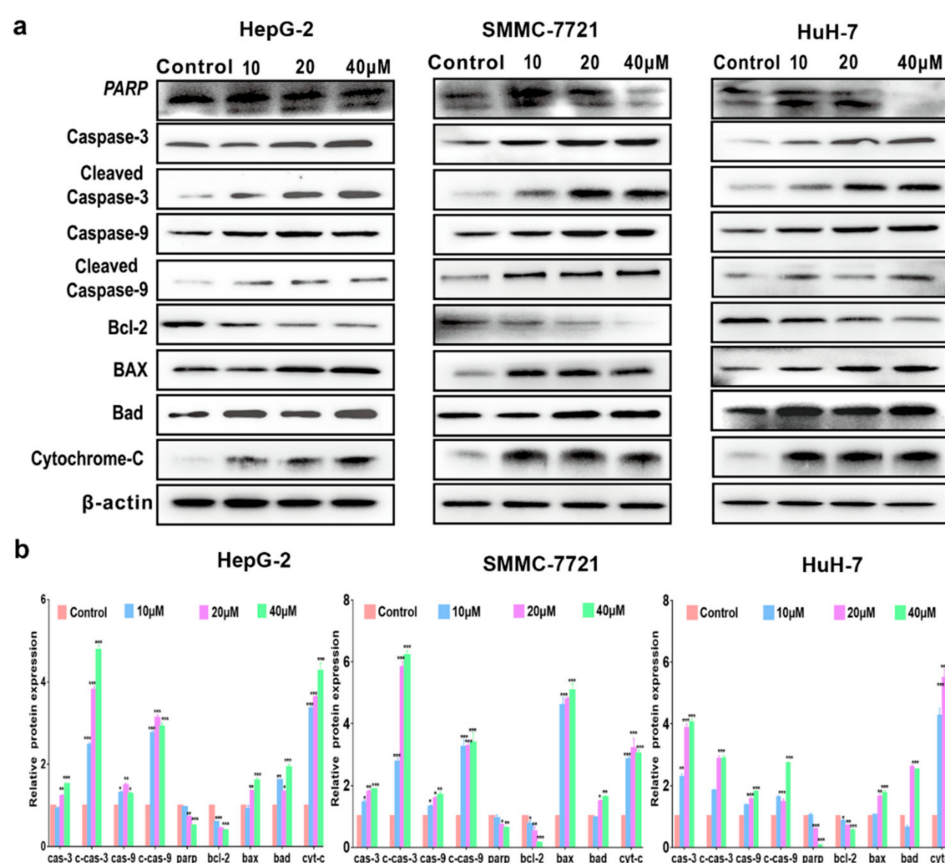 a
HepG-2
SMMC-7721
HuH-7
Control 10 20 40μM
Control 10 20 40μM
Control 10 20 40μM
PARP
Caspase-3
Cleaved
Caspase-3
Caspase-9
Cleaved
Caspase-9
Bcl-2
BAX
Bad
Cytochrome-C
β-actin
b
HepG-2
Relative protein expression
6
4
2
0
Control 10μM 20μM 40μM
cas-3 c-cas-3 cas-9 c-cas-9 parp bcl-2 bax bad cyt-c
SMMC-7721
Relative protein expression
8
6
4
2
0
Control 10μM 20μM 40μM
cas-3 c-cas-3 cas-9 c-cas-9 parp bcl-2 bax bad cyt-c
HuH-7
Relative protein expression
8
6
4
2
0
Control 10μM 20μM 40μM
cas-3 c-cas-3 cas-9 c-cas-9 parp bcl-2 bax bad cyt-c